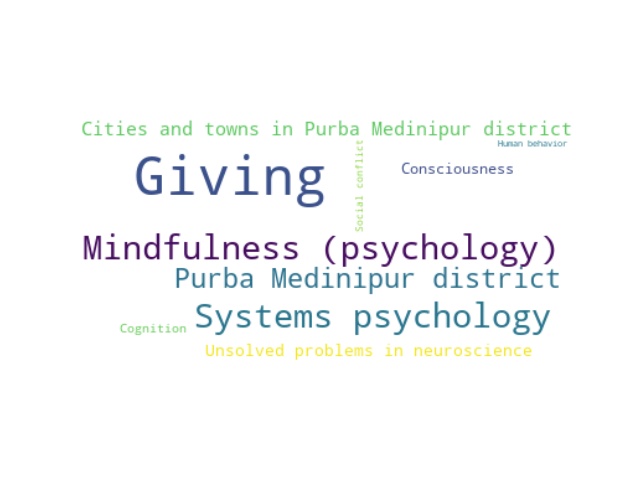 Cities and towns in Purba Medinipur district
Human behavior
Giving
Social conflict
Consciousness
Mindfulness (psychology)
Purba Medinipur district
Systems psychology
Cognition
Unsolved problems in neuroscience